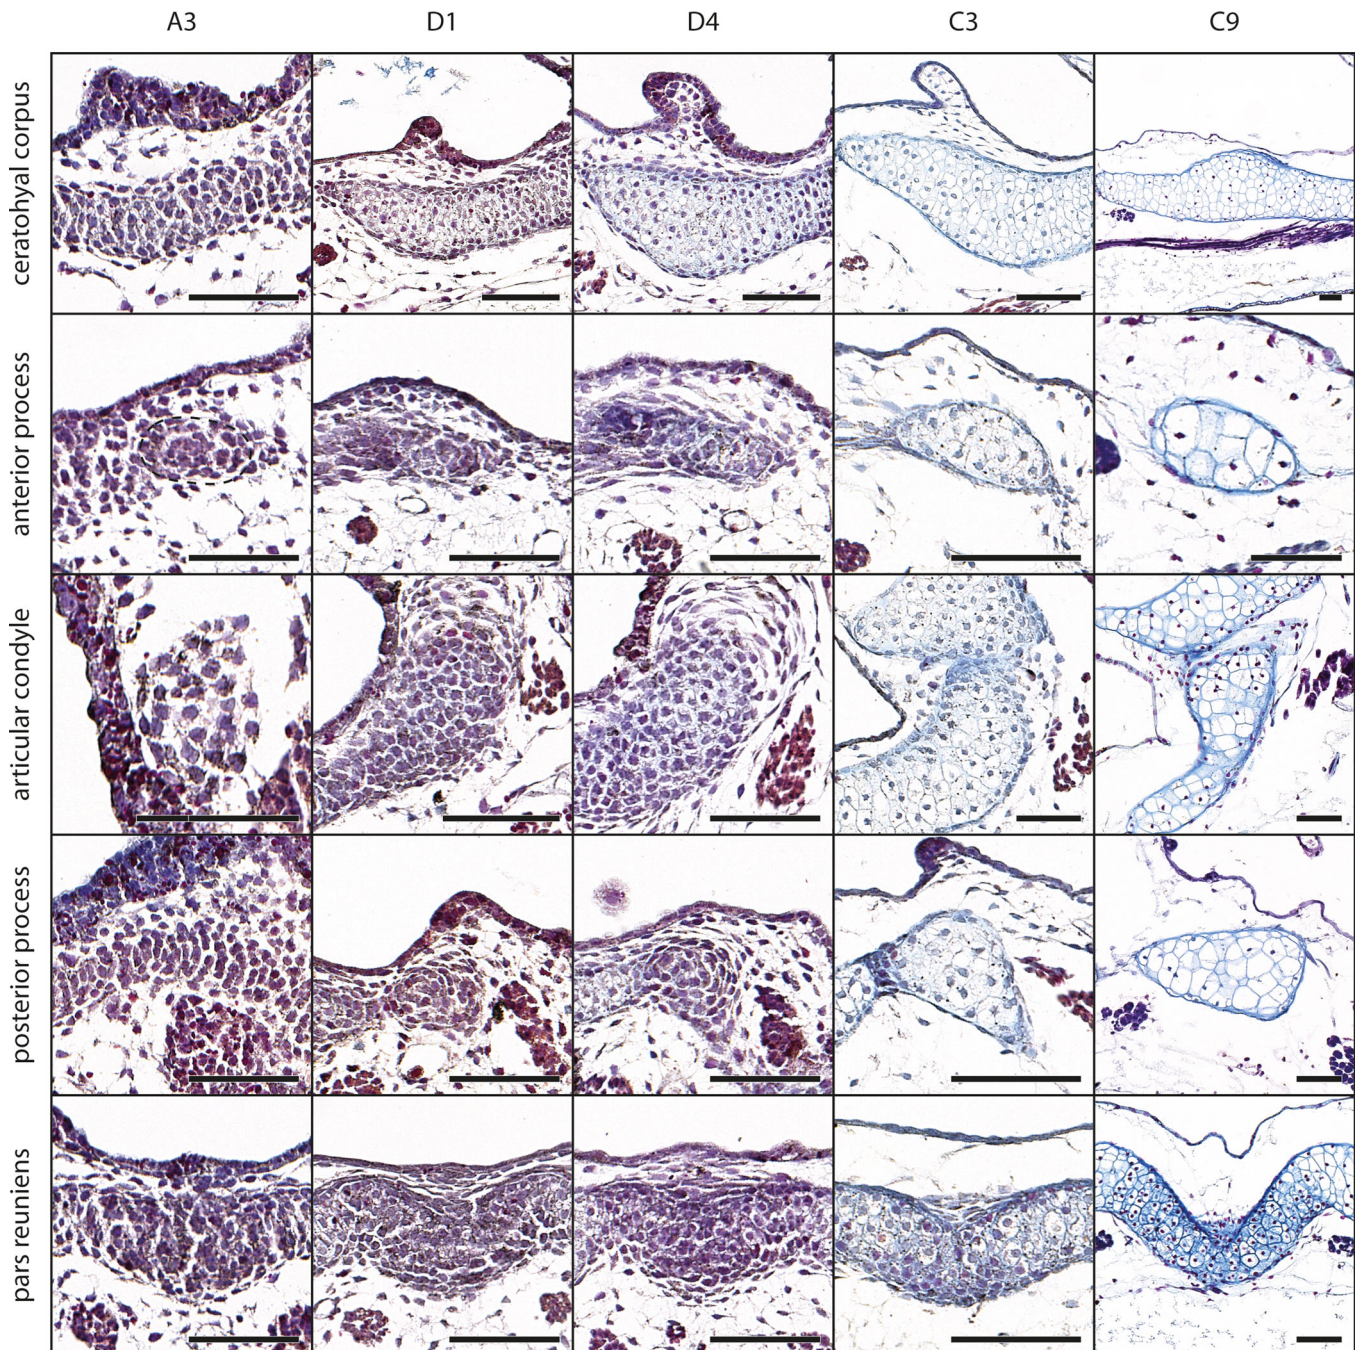 A3 D1 D4 C3 C9
ceratohyal corpus
anterior process
articular condyle
posterior process
pars reuniens